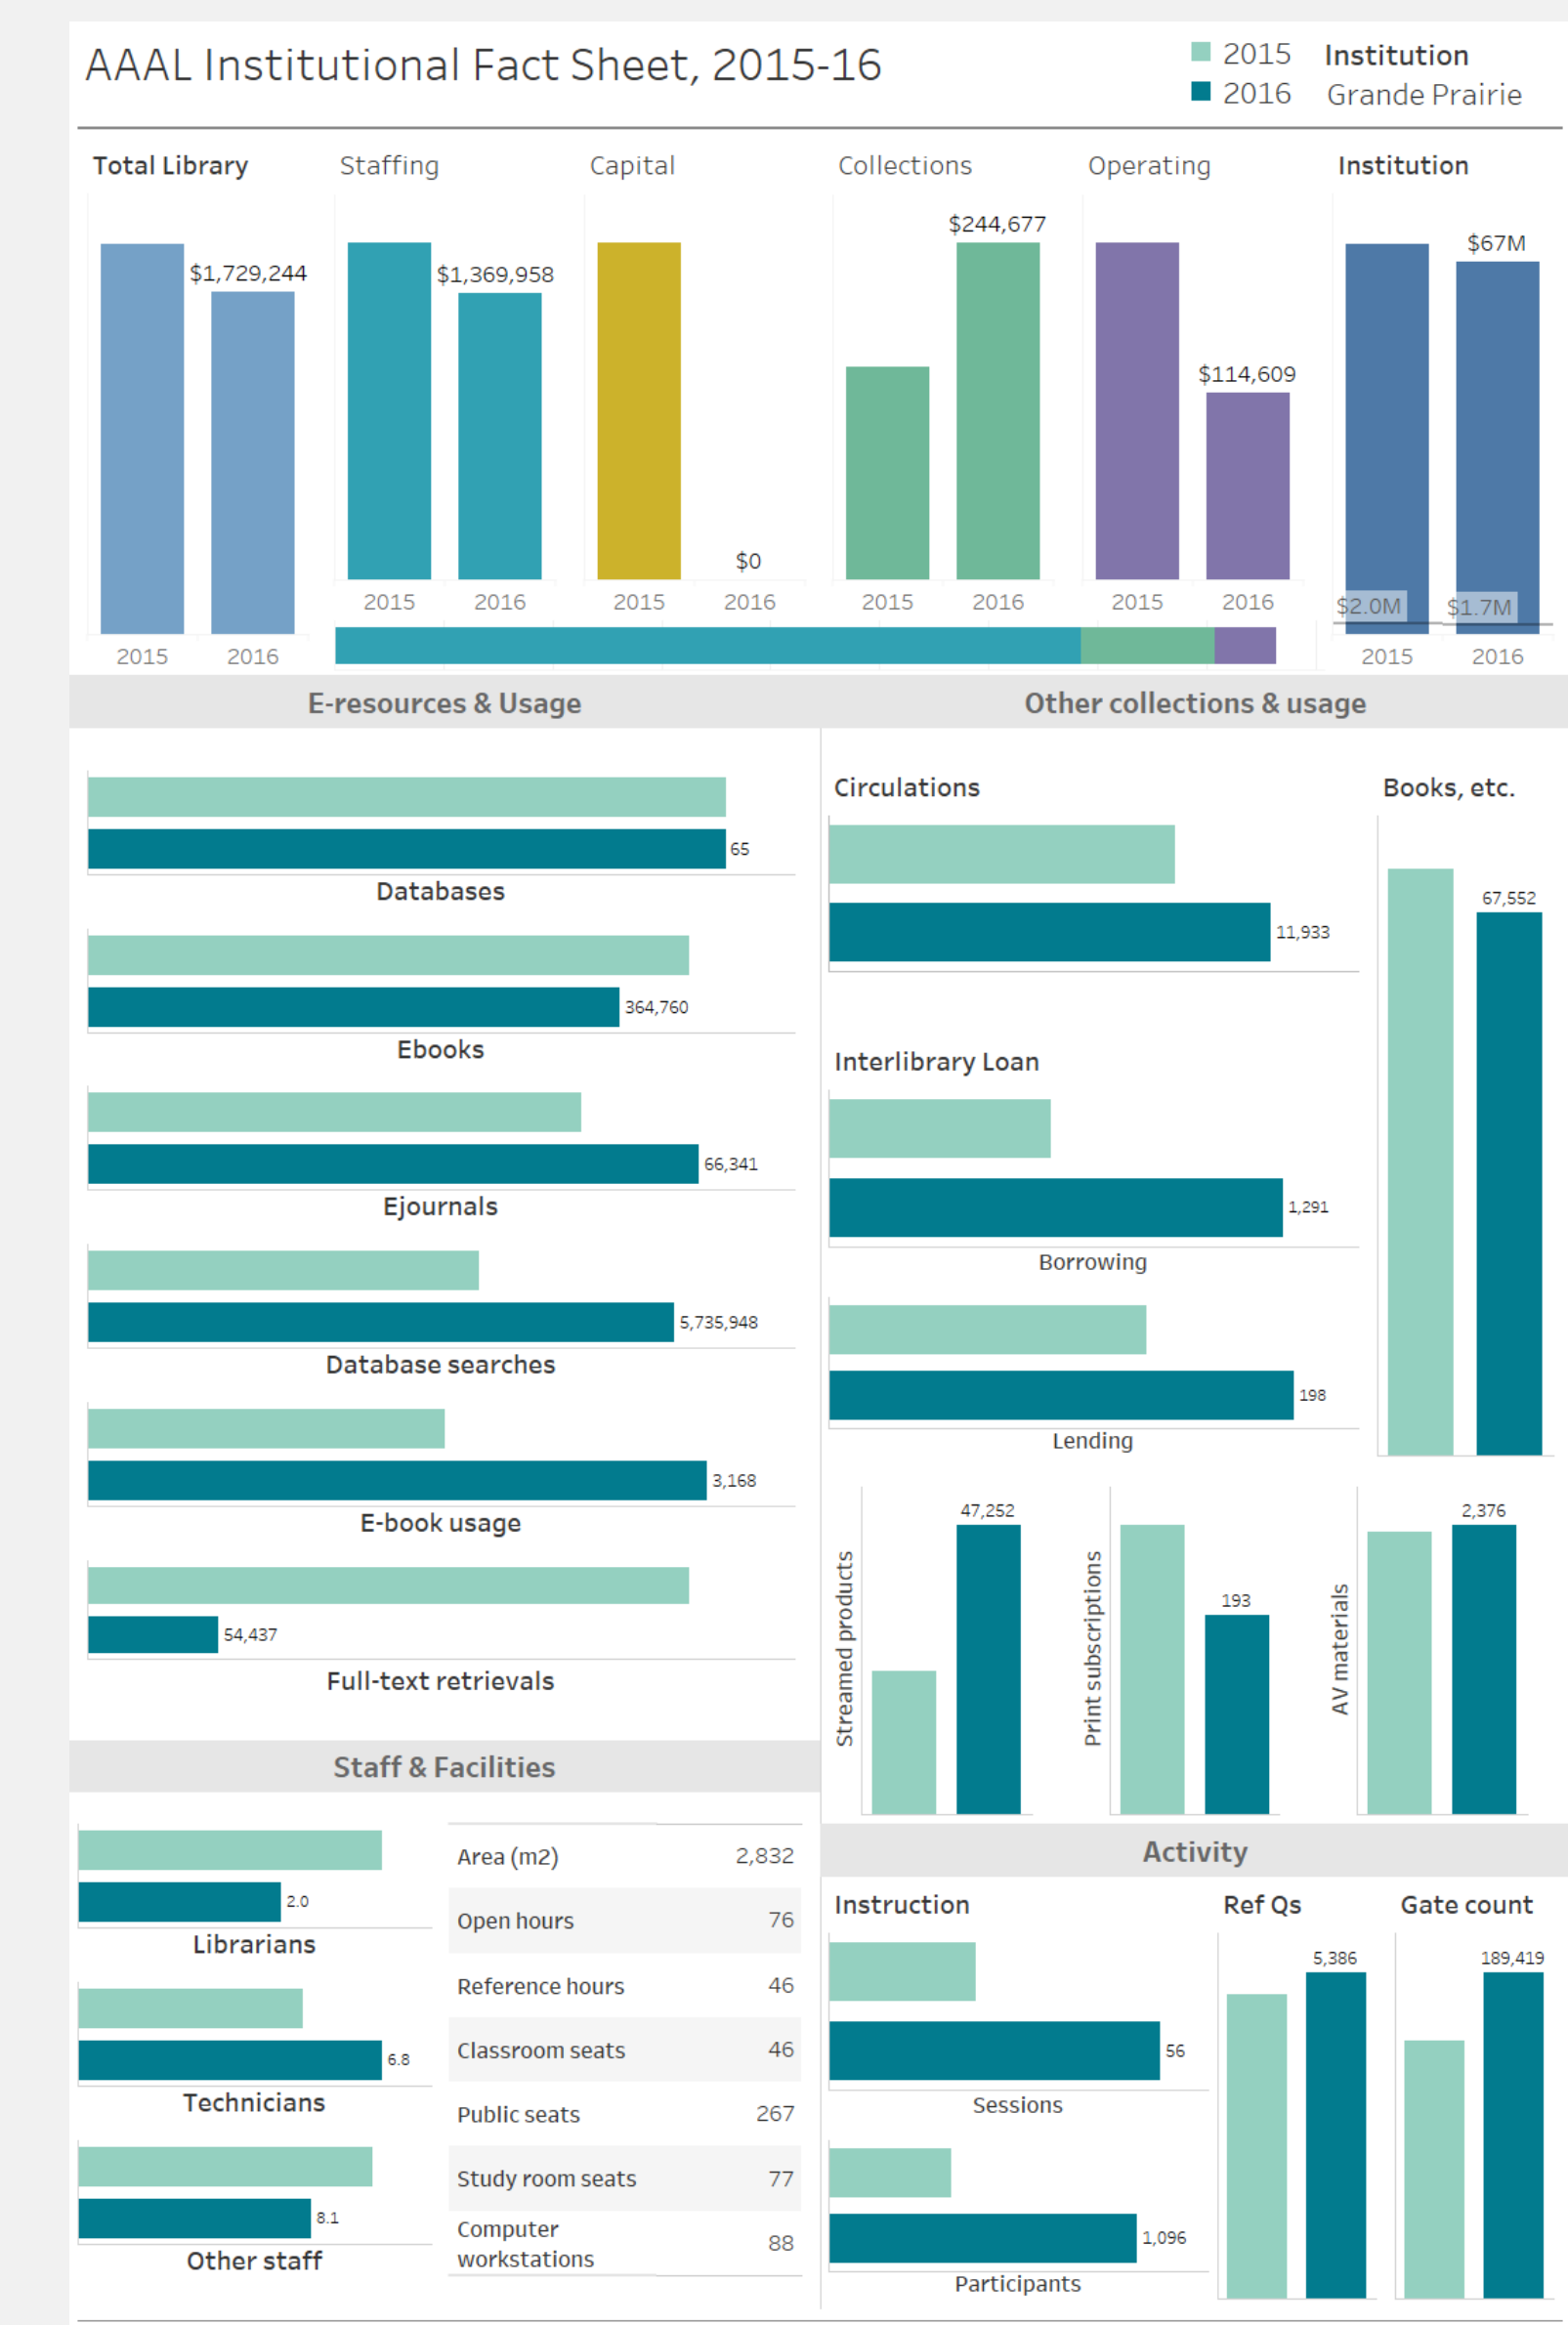 AAAL Institutional Fact Sheet, 2015-16
2015
2016
Institution
Grande Prairie
Total Library
Staffing
Capital
Collections
Operating
Institution
$1,729,244
$1,369,958
$0
$244,677
$114,609
$67M
$2.0M
$1.7M
2015 2016
2015 2016
2015 2016
2015 2016
2015 2016
2015 2016
E-resources & Usage
65
Databases
364,760
Ebooks
66,341
Ejournals
5,735,948
Database searches
3,168
E-book usage
54,437
Full-text retrievals
Other collections & usage
Circulations
11,933
Interlibrary Loan
1,291
Borrowing
198
Lending
Books, etc.
67,552
Streamed products
47,252
Print subscriptions
193
AV materials
2,376
Staff & Facilities
2.0
Librarians
6.8
Technicians
8.1
Other staff
Area (m2) 2,832
Open hours 76
Reference hours 46
Classroom seats 46
Public seats 267
Study room seats 77
Computer
workstations 88
Activity
Instruction
56
Sessions
1,096
Participants
Ref Qs
5,386
Gate count
189,419